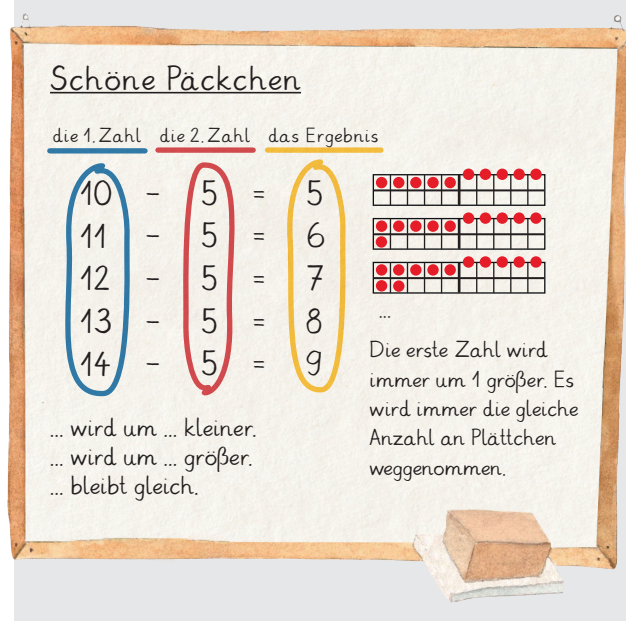 Schöne Päckchen
die 1. Zahl die 2. Zahl das Ergebnis
10 – 5 = 5
11 – 5 = 6
12 – 5 = 7
13 – 5 = 8
14 – 5 = 9
... wird um ... kleiner.
... wird um ... größer.
... bleibt gleich.
...
Die erste Zahl wird
immer um 1 größer. Es
wird immer die gleiche
Anzahl an Plättchen
weggenommen.